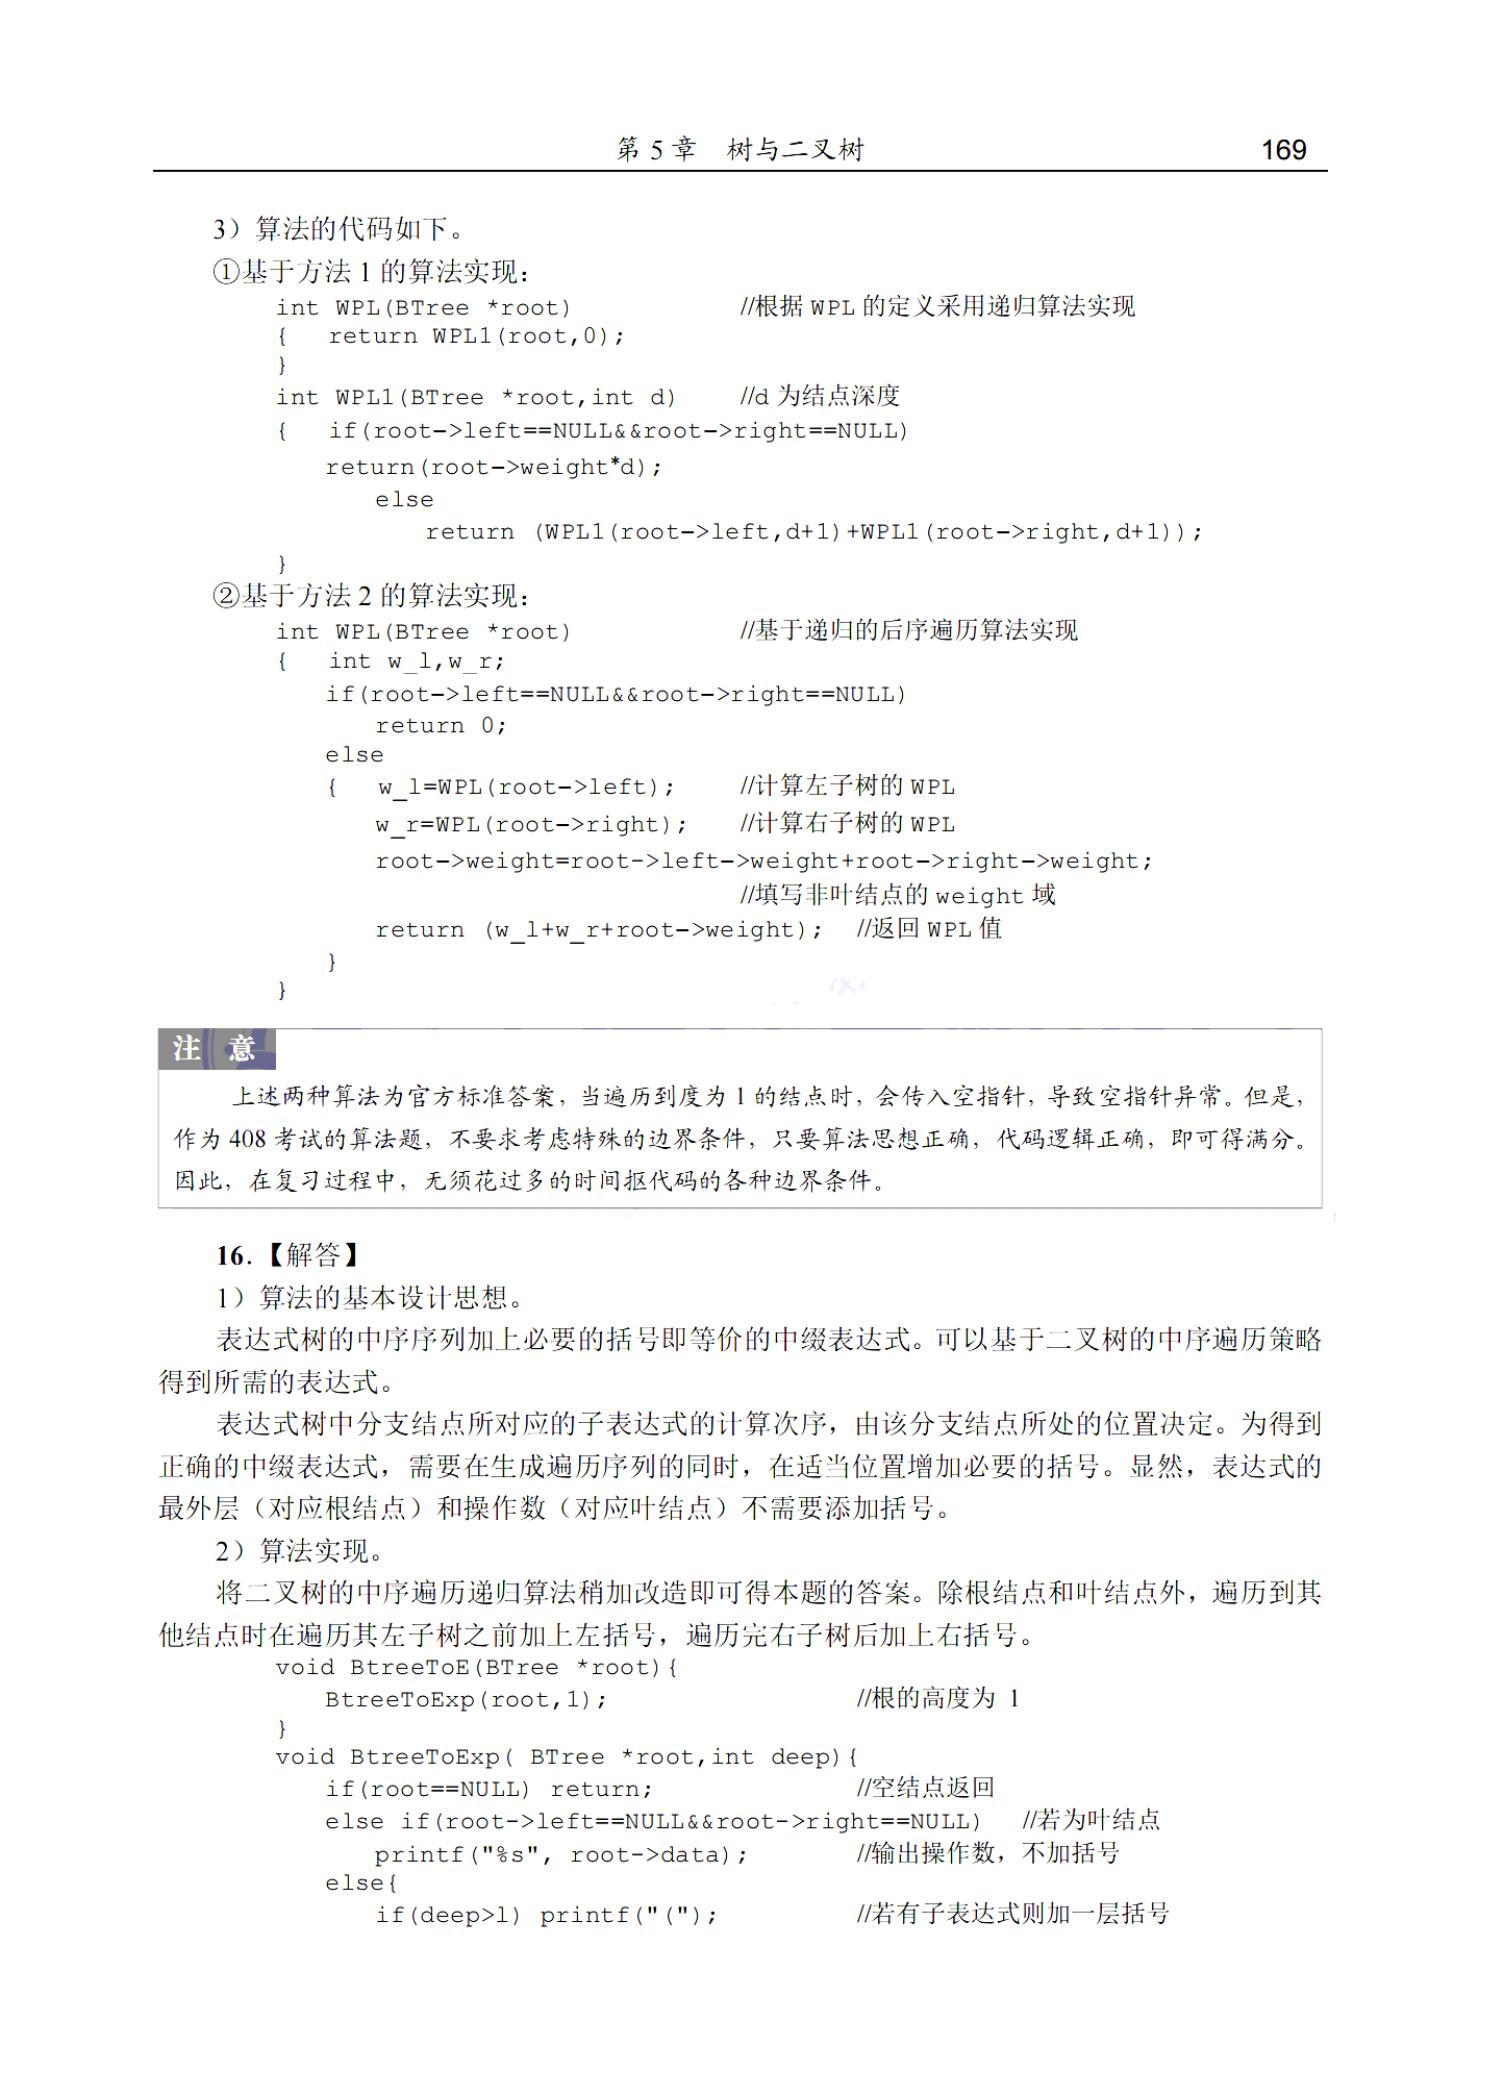 第 5 章 树与二叉树 169
3）算法的代码如下。
①基于方法 1 的算法实现：
int WPL(BTree *root) //根据 WPL 的定义采用递归算法实现
{ return WPL1(root,0);
}
int WPL1(BTree *root,int d) //d 为结点深度
{ if(root->left==NULL&&root->right==NULL)
return(root->weight*d);
else
return (WPL1(root->left,d+1)+WPL1(root->right,d+1));
}
②基于方法 2 的算法实现：
int WPL(BTree *root) //基于递归的后序遍历算法实现
{ int w_l,w_r;
if(root->left==NULL&&root->right==NULL)
return 0;
else
{ w_l=WPL(root->left); //计算左子树的 WPL
w_r=WPL(root->right); //计算右子树的 WPL
root->weight=root->left->weight+root->right->weight;
//填写非叶结点的 weight 域
return (w_l+w_r+root->weight); //返回 WPL 值
}
}
注 意
上述两种算法为官方标准答案，当遍历到度为 1 的结点时，会传入空指针，导致空指针异常。但是，
作为 408 考试的算法题，不要求考虑特殊的边界条件，只要算法思想正确，代码逻辑正确，即可得满分。
因此，在复习过程中，无须花过多的时间抠代码的各种边界条件。
16.【解答】
1）算法的基本设计思想。
表达式树的中序序列加上必要的括号即等价的中缀表达式。可以基于二叉树的中序遍历策略
得到所需的表达式。
表达式树中分支结点所对应的子表达式的计算次序，由该分支结点所处的位置决定。为得到
正确的中缀表达式，需要在生成遍历序列的同时，在适当位置增加必要的括号。显然，表达式的
最外层（对应根结点）和操作数（对应叶结点）不需要添加括号。
2）算法实现。
将二叉树的中序遍历递归算法稍加改造即可得本题的答案。除根结点和叶结点外，遍历到其
他结点时在遍历其左子树之前加上左括号，遍历完右子树后加上右括号。
void BtreeToE(BTree *root){
BtreeToExp(root,1); //根的高度为 1
}
void BtreeToExp( BTree *root,int deep){
if(root==NULL) return; //空结点返回
else if(root->left==NULL&&root->right==NULL) //若为叶结点
printf("%s", root->data); //输出操作数，不加括号
else{
if(deep>l) printf("("); //若有子表达式则加一层括号